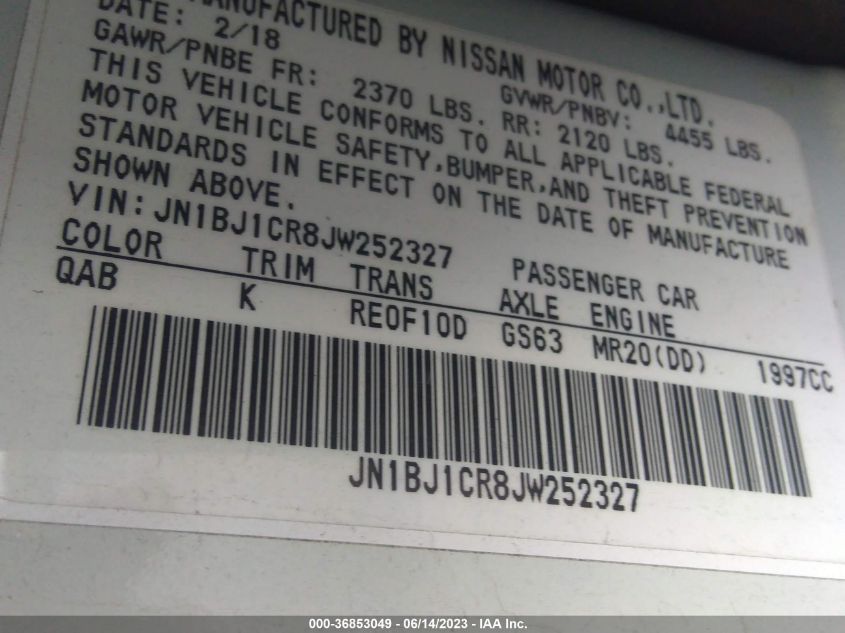 MANUFACTURED BY NISSAN MOTOR CO.,LTD.
DATE: 2/18 GVWR/PNBV: 4455 LBS.
GAWR/PNBE FR: 2370 LBS. RR: 2120 LBS.
THIS VEHICLE CONFORMS TO ALL APPLICABLE FEDERAL
MOTOR VEHICLE SAFETY,BUMPER,AND THEFT PREVENTION
STANDARDS IN EFFECT ON THE DATE OF MANUFACTURE
SHOWN ABOVE.
VIN:JN1BJ1CR8JW252327 PASSENGER CAR
COLOR TRIM TRANS AXLE ENGINE
QAB K RE0F10D GS63 MR20(DD) 1997CC
JN1BJ1CR8JW252327
000-36853049 - 06/14/2023 - IAA Inc.